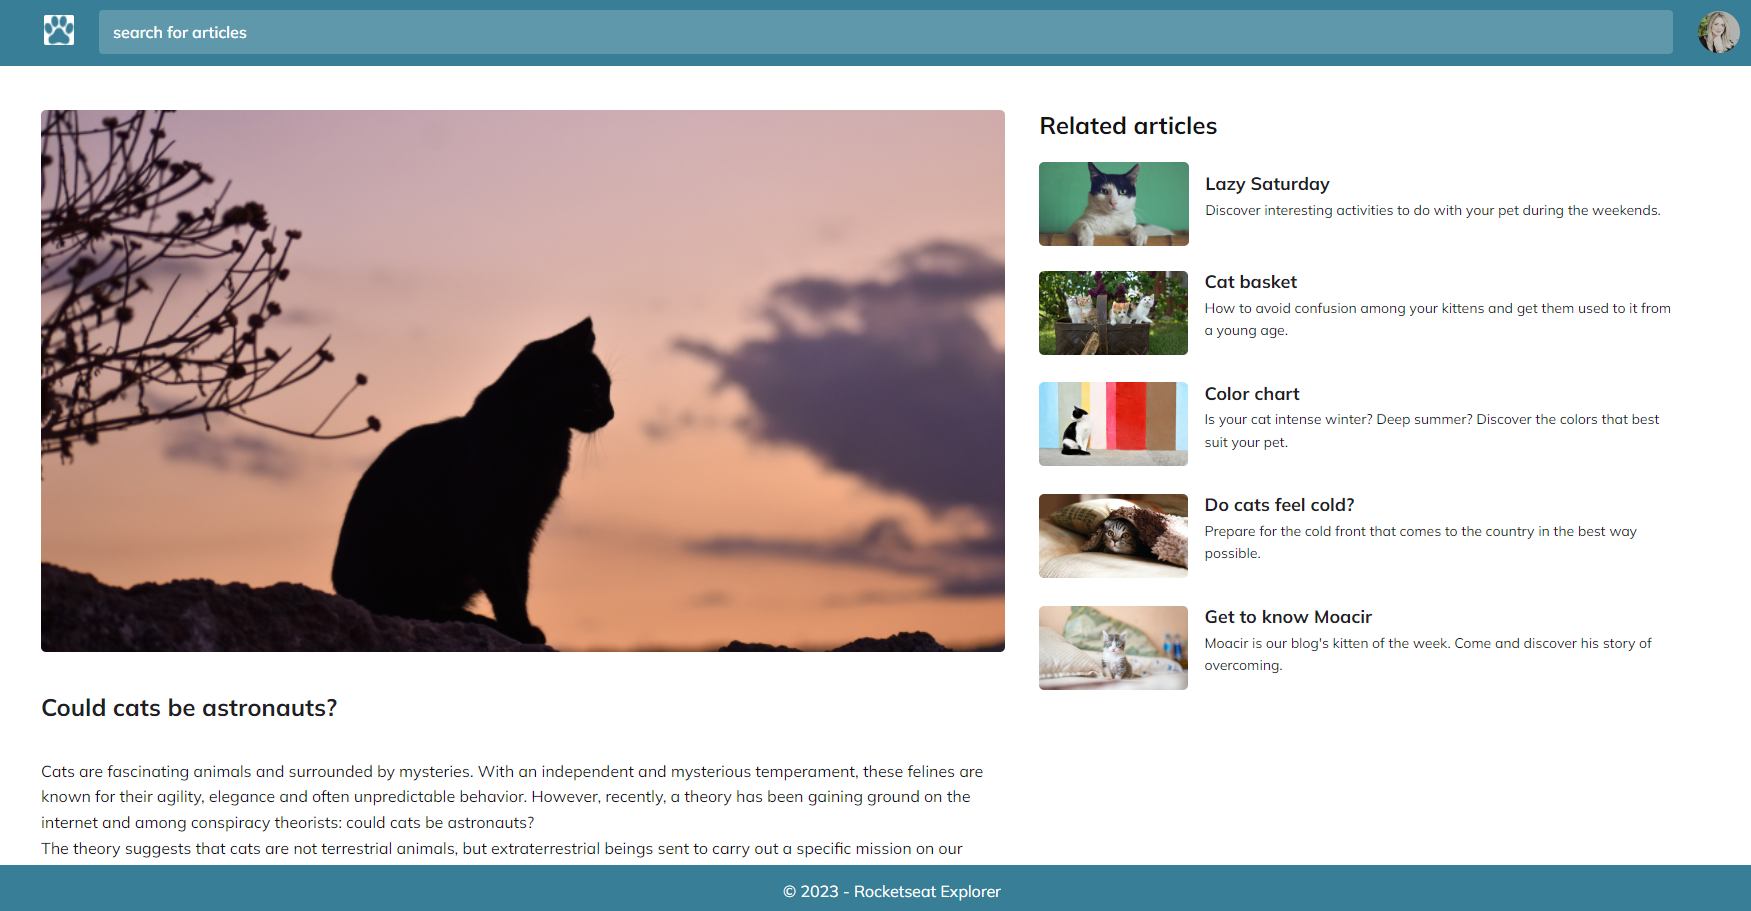 search for articles
Related articles
Lazy Saturday
Discover interesting activities to do with your pet during the weekends.
Cat basket
How to avoid confusion among your kittens and get them used to it from
a young age.
Color chart
Is your cat intense winter? Deep summer? Discover the colors that best
suit your pet.
Do cats feel cold?
Prepare for the cold front that comes to the country in the best way
possible.
Get to know Moacir
Moacir is our blog's kitten of the week. Come and discover his story of
overcoming.
Could cats be astronauts?
Cats are fascinating animals and surrounded by mysteries. With an independent and mysterious temperament, these felines are
known for their agility, elegance and often unpredictable behavior. However, recently, a theory has been gaining ground on the
internet and among conspiracy theorists: could cats be astronauts?
The theory suggests that cats are not terrestrial animals, but extraterrestrial beings sent to carry out a specific mission on our
© 2023 - Rocketseat Explorer